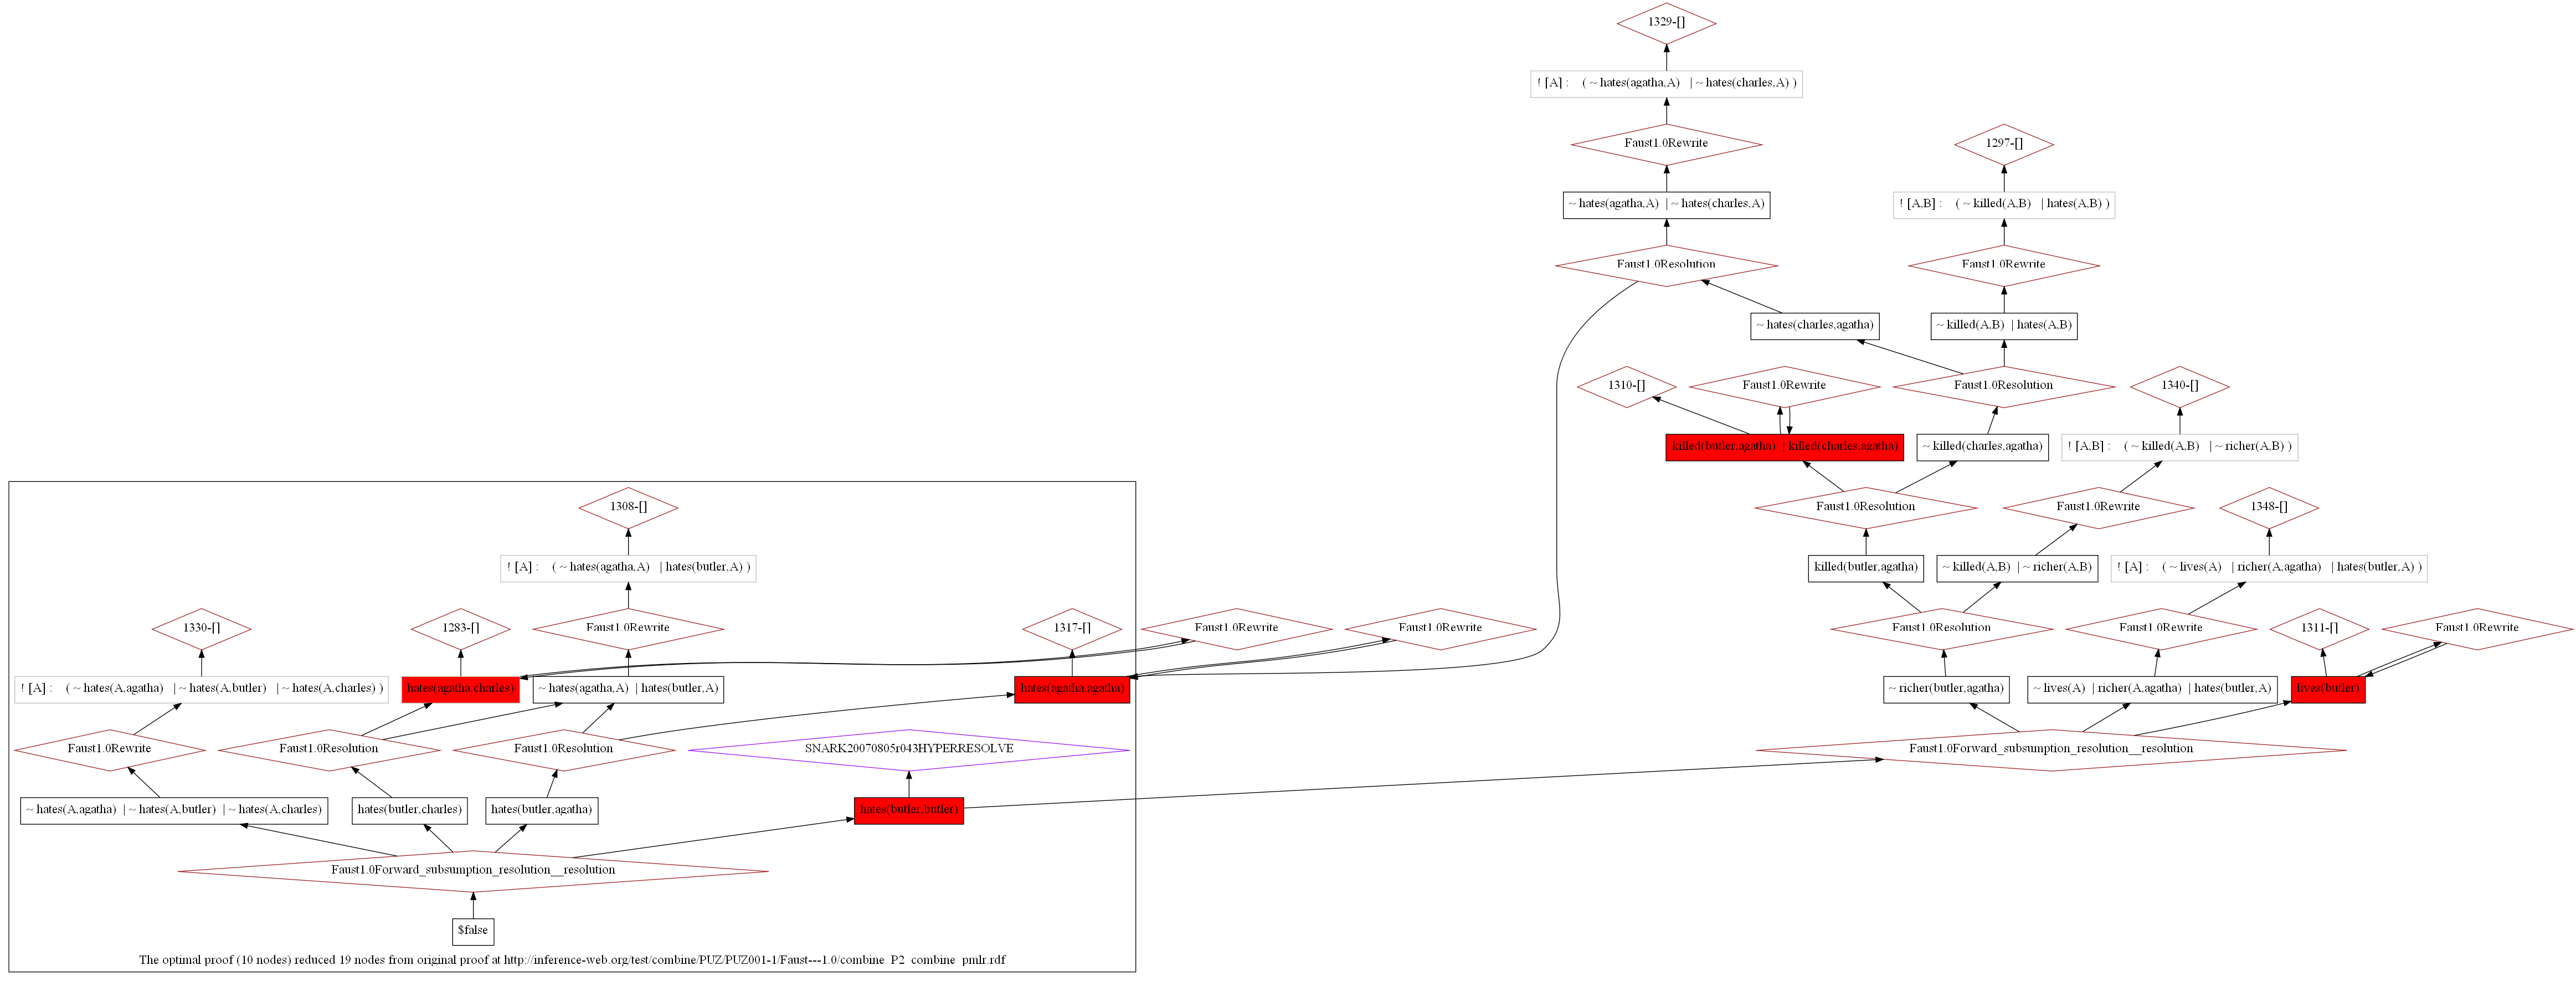 1329-[]
! [A] : ( ~ hates(agatha,A) | ~ hates(charles,A) )
Faust1.0Rewrite
1297-[]
~ hates(agatha,A) | ~ hates(charles,A)
! [A,B] : ( ~ killed(A,B) | hates(A,B) )
Faust1.0Resolution
Faust1.0Rewrite
~ hates(charles,agatha)
~ killed(A,B) | hates(A,B)
1310-[]
Faust1.0Rewrite
Faust1.0Resolution
1340-[]
killed(butler,agatha) | killed(charles,agatha)
~ killed(charles,agatha)
! [A,B] : ( ~ killed(A,B) | ~ richer(A,B) )
1308-[]
Faust1.0Resolution
Faust1.0Rewrite
1348-[]
! [A] : ( ~ hates(agatha,A) | hates(butler,A) )
killed(butler,agatha)
~ killed(A,B) | ~ richer(A,B)
! [A] : ( ~ lives(A) | richer(A,agatha) | hates(butler,A) )
1330-[]
1283-[]
Faust1.0Rewrite
1317-[]
Faust1.0Rewrite
Faust1.0Rewrite
Faust1.0Resolution
Faust1.0Rewrite
1311-[]
Faust1.0Rewrite
! [A] : ( ~ hates(A,agatha) | ~ hates(A,butler) | ~ hates(A,charles) )
hates(agatha,charles)
~ hates(agatha,A) | hates(butler,A)
hates(agatha,agatha)
~ richer(butler,agatha)
~ lives(A) | richer(A,agatha) | hates(butler,A)
lives(butler)
Faust1.0Rewrite
Faust1.0Resolution
Faust1.0Resolution
SNARK20070805r043HYPERRESOLVE
Faust1.0Forward_subsumption_resolution__resolution
~ hates(A,agatha) | ~ hates(A,butler) | ~ hates(A,charles)
hates(butler,charles)
hates(butler,agatha)
hates(butler,butler)
Faust1.0Forward_subsumption_resolution__resolution
$false
The optimal proof (10 nodes) reduced 19 nodes from original proof at http://inference-web.org/test/combine/PUZ/PUZ001-1/Faust---1.0/combine_P2_combine_pmlr.rdf